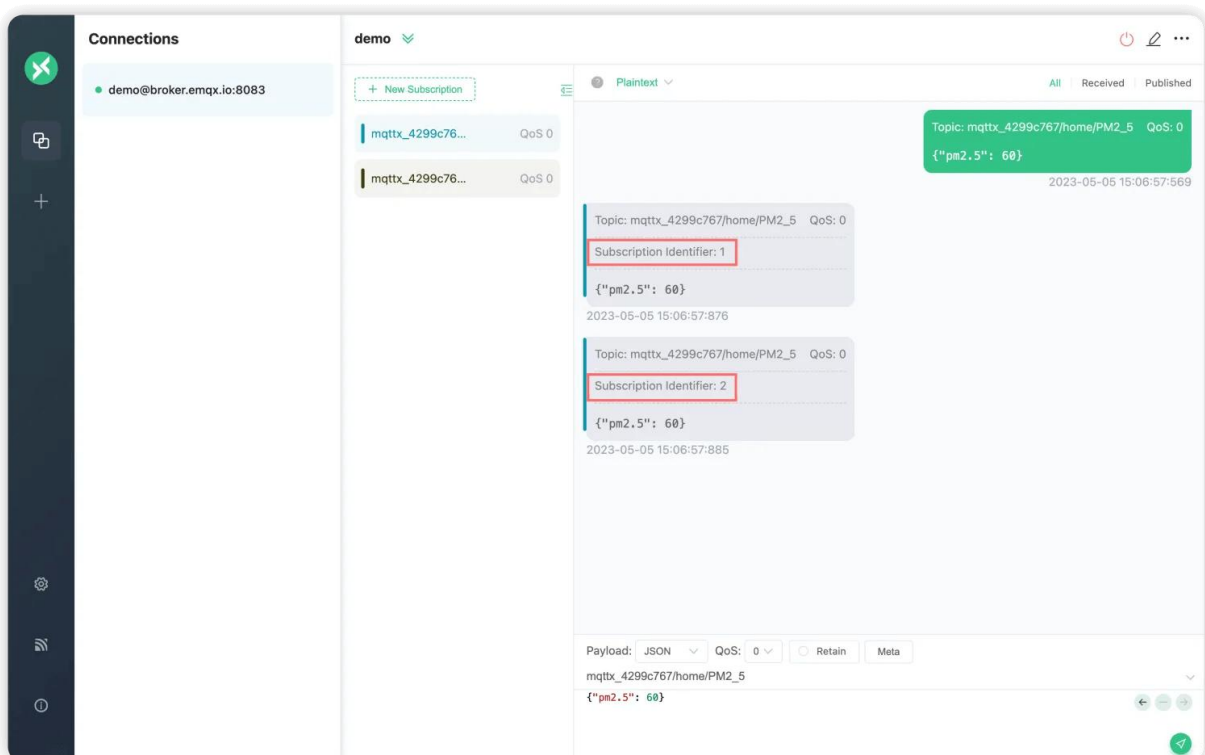 Connections
demo@broker.emqx.io:8083
demo
+ New Subscription
mqttx_4299c76... QoS 0
mqttx_4299c76... QoS 0
Plaintext
All Received Published
Topic: mqttx_4299c767/home/PM2_5 QoS: 0
{"pm2.5": 60}
2023-05-05 15:06:57:569
Topic: mqttx_4299c767/home/PM2_5 QoS: 0
Subscription Identifier: 1
{"pm2.5": 60}
2023-05-05 15:06:57:876
Topic: mqttx_4299c767/home/PM2_5 QoS: 0
Subscription Identifier: 2
{"pm2.5": 60}
2023-05-05 15:06:57:885
Payload: JSON QoS: 0 Retain Meta
mqttx_4299c767/home/PM2_5
{"pm2.5": 60}